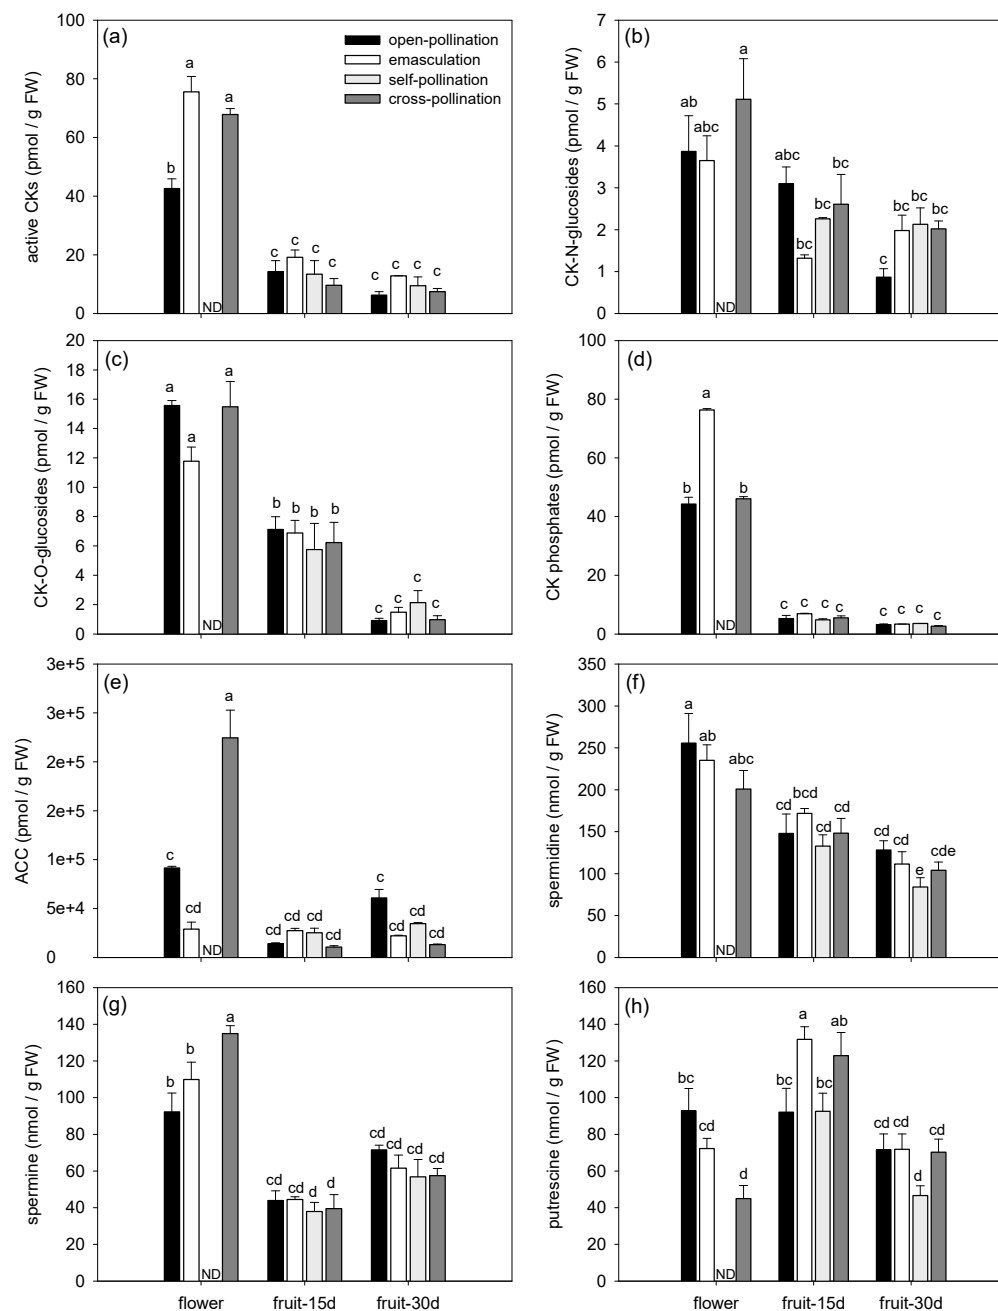 (a)
open-pollination
emasculation
self-pollination
cross-pollination
active CKs (pmol / g FW)
100
80
60
40
20
0
b
a
ND
a
c c c c
c c c c
(b)
CK-N-glucosides (pmol / g FW)
7
6
5
4
3
2
1
0
ab
abc
ND
a
abc
bc
bc
bc
c
bc
bc
bc
(c)
CK-O-glucosides (pmol / g FW)
20
18
16
14
12
10
8
6
4
2
0
a
a
ND
a
b b b b
c c c c
(d)
CK phosphates (pmol / g FW)
100
80
60
40
20
0
b
a
ND
b
c c c c
c c c c
(e)
ACC (pmol / g FW)
3e+5
3e+5
2e+5
2e+5
1e+5
5e+4
0
c
cd
ND
a
cd cd cd cd
c cd cd cd
(f)
spermidine (nmol / g FW)
350
300
250
200
150
100
50
0
a
ab
ND
abc
cd bcd cd cd
cd cd e cde
(g)
spermine (nmol / g FW)
160
140
120
100
80
60
40
20
0
b
b
ND
a
cd cd d d
cd cd cd cd
flower fruit-15d fruit-30d
(h)
putrescine (nmol / g FW)
160
140
120
100
80
60
40
20
0
bc
cd
ND
d
bc a bc ab
cd cd d cd
flower fruit-15d fruit-30d